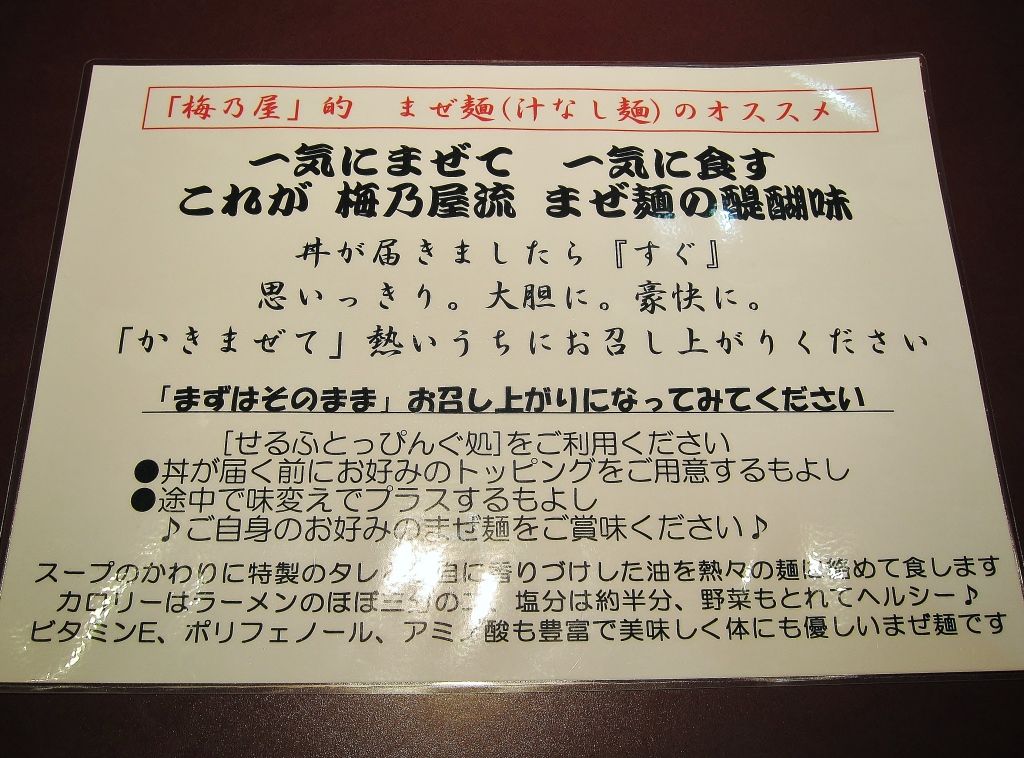 「梅乃屋」的 まぜ麺(汁なし麺)のオススメ
一気にまぜて 一気に食す
これが 梅乃屋流 まぜ麺の醍醐味
丼が届きましたら『すぐ』
思いっきり。大胆に。豪快に。
「かきまぜて」熱いうちにお召し上がりください
「まずはそのまま」お召し上がりになってみてください
[せるふとっぴんぐ処]をご利用ください
●丼が届く前にお好みのトッピングをご用意するもよし
●途中で味変えでプラスするもよし
♪ご自身のお好みのまぜ麺をご賞味ください♪
スープのかわりに特製のタレ 自に香りづけした油を熱々の麺に絡めて食します
カロリーはラーメンのほぼ三分の 、塩分は約半分、野菜もとれてヘルシー♪
ビタミンE、ポリフェノール、アミノ酸も豊富で美味しく体にも優しいまぜ麺です